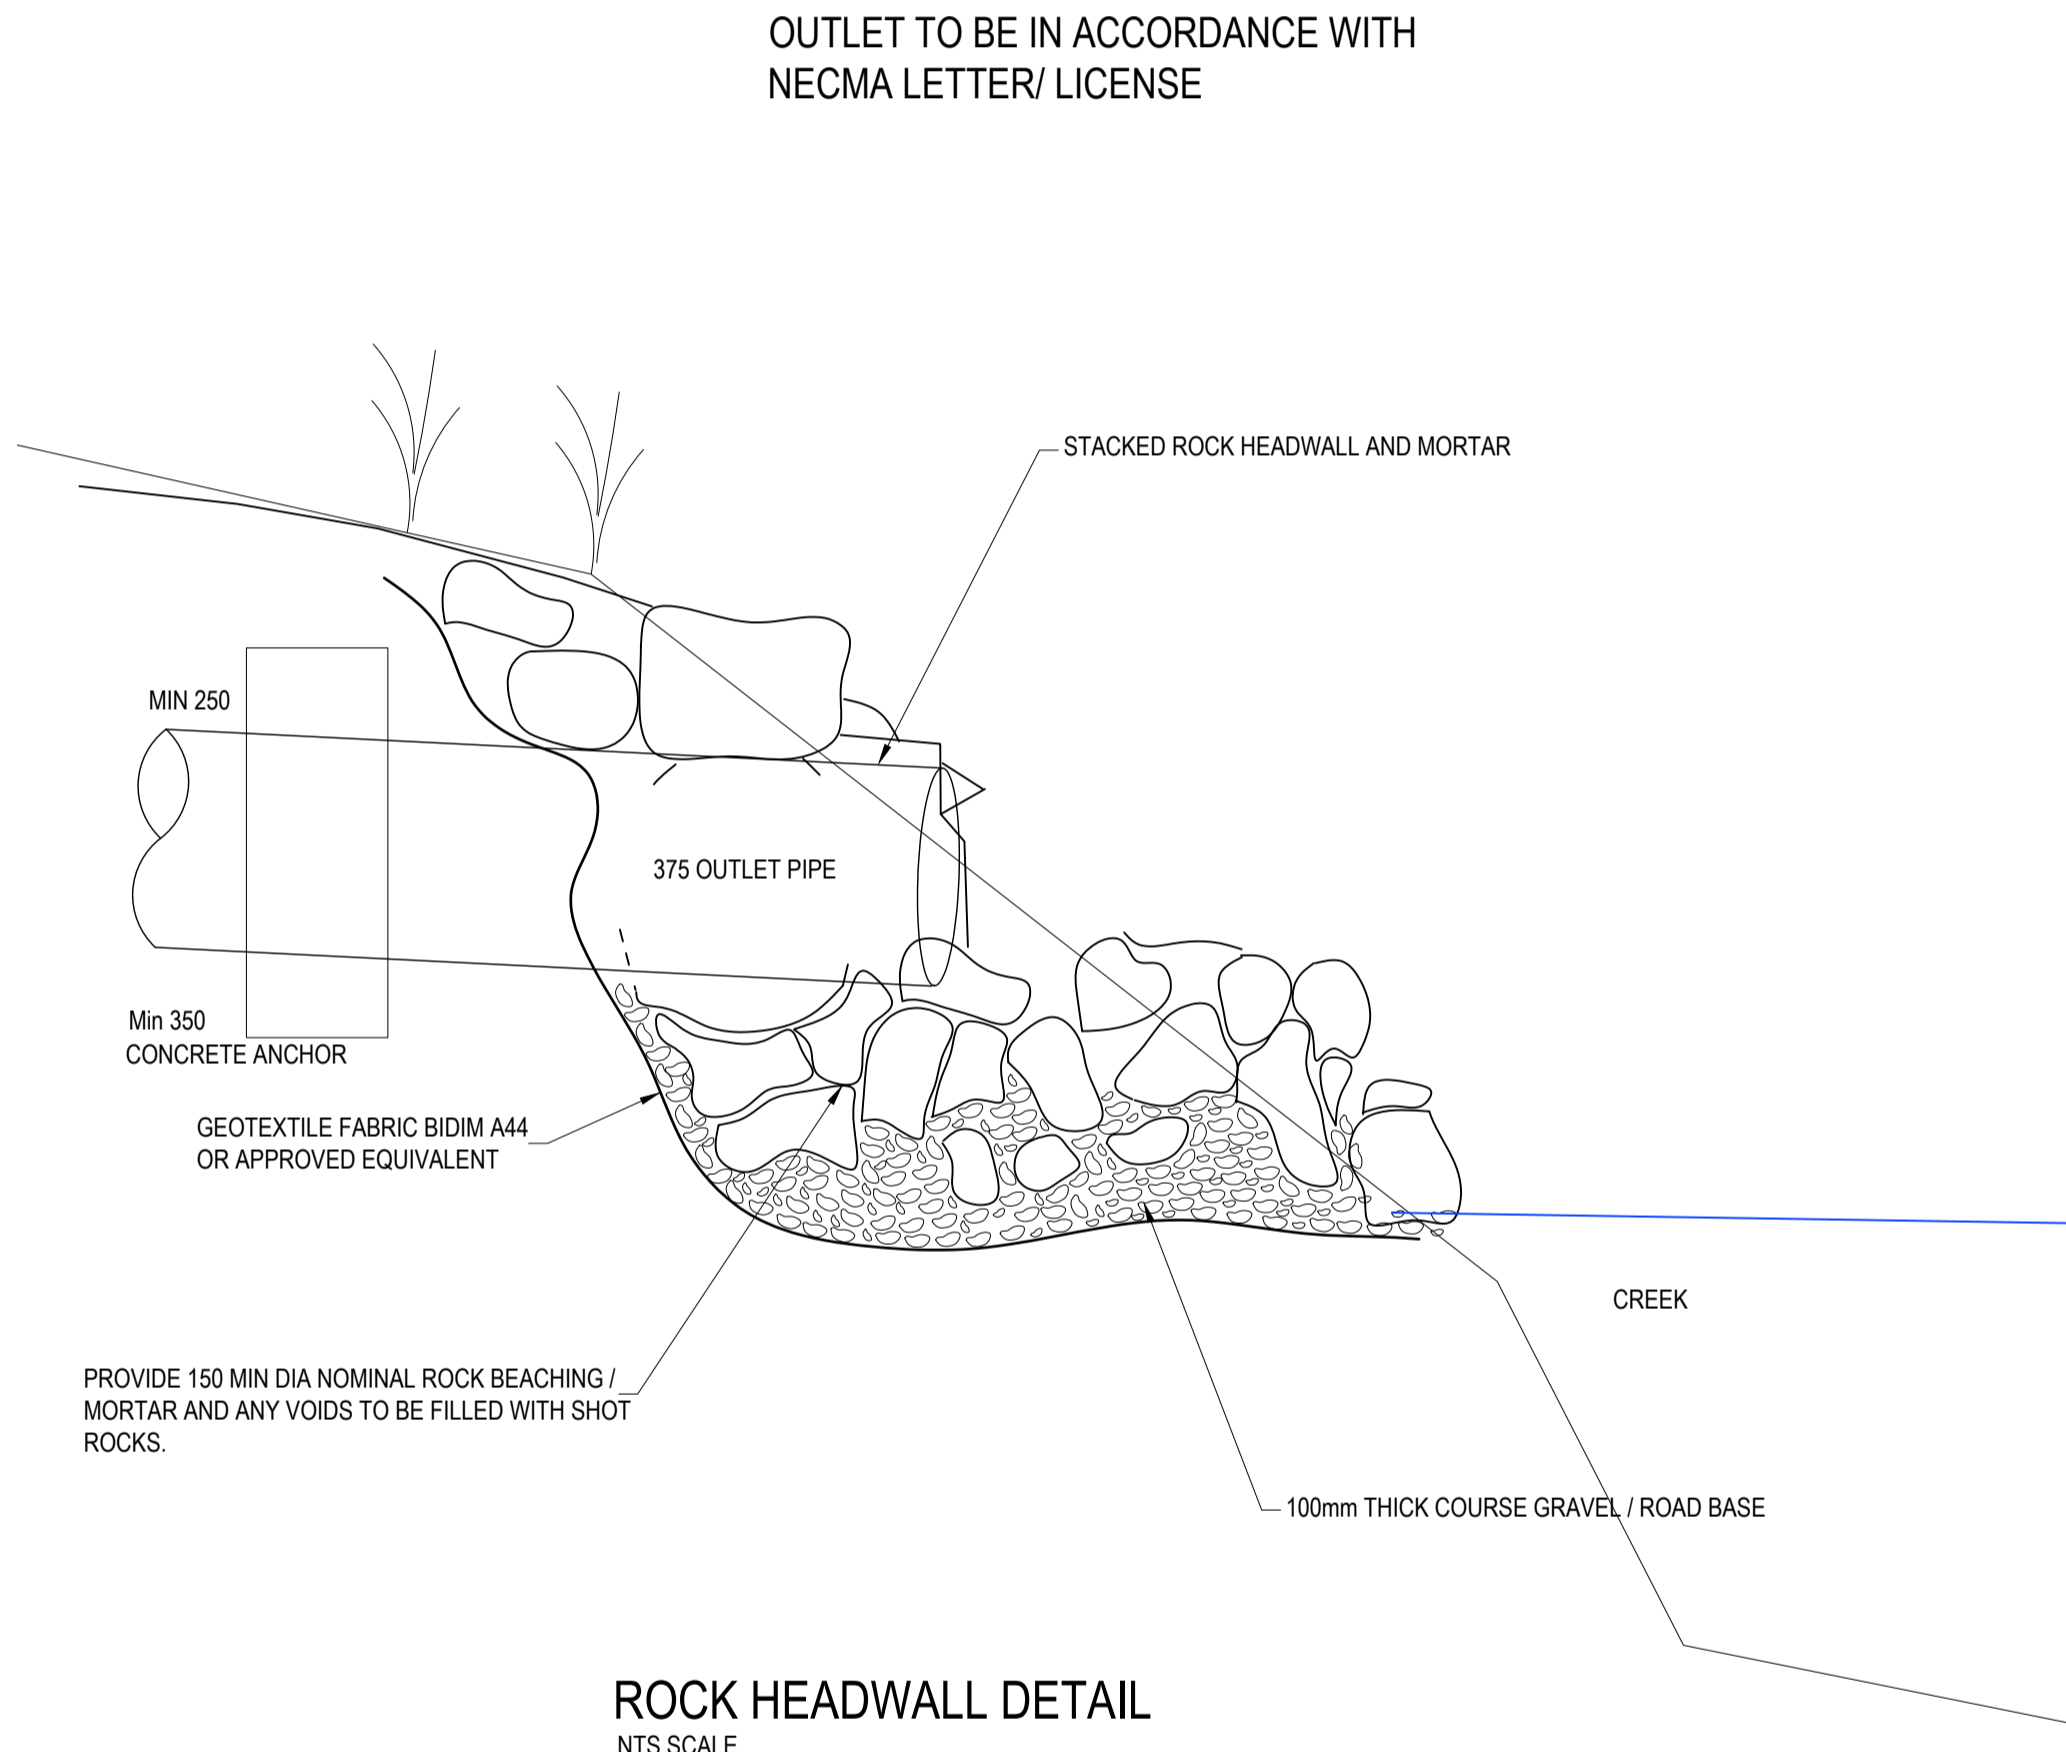 OUTLET TO BE IN ACCORDANCE WITH
NECMA LETTER/ LICENSE
STACKED ROCK HEADWALL AND MORTAR
MIN 250
375 OUTLET PIPE
Min 350
CONCRETE ANCHOR
GEOTEXTILE FABRIC BIDIM A44
OR APPROVED EQUIVALENT
CREEK
PROVIDE 150 MIN DIA NOMINAL ROCK BEACHING /
MORTAR AND ANY VOIDS TO BE FILLED WITH SHOT
ROCKS.
100mm THICK COURSE GRAVEL / ROAD BASE
ROCK HEADWALL DETAIL
NTS SCALE